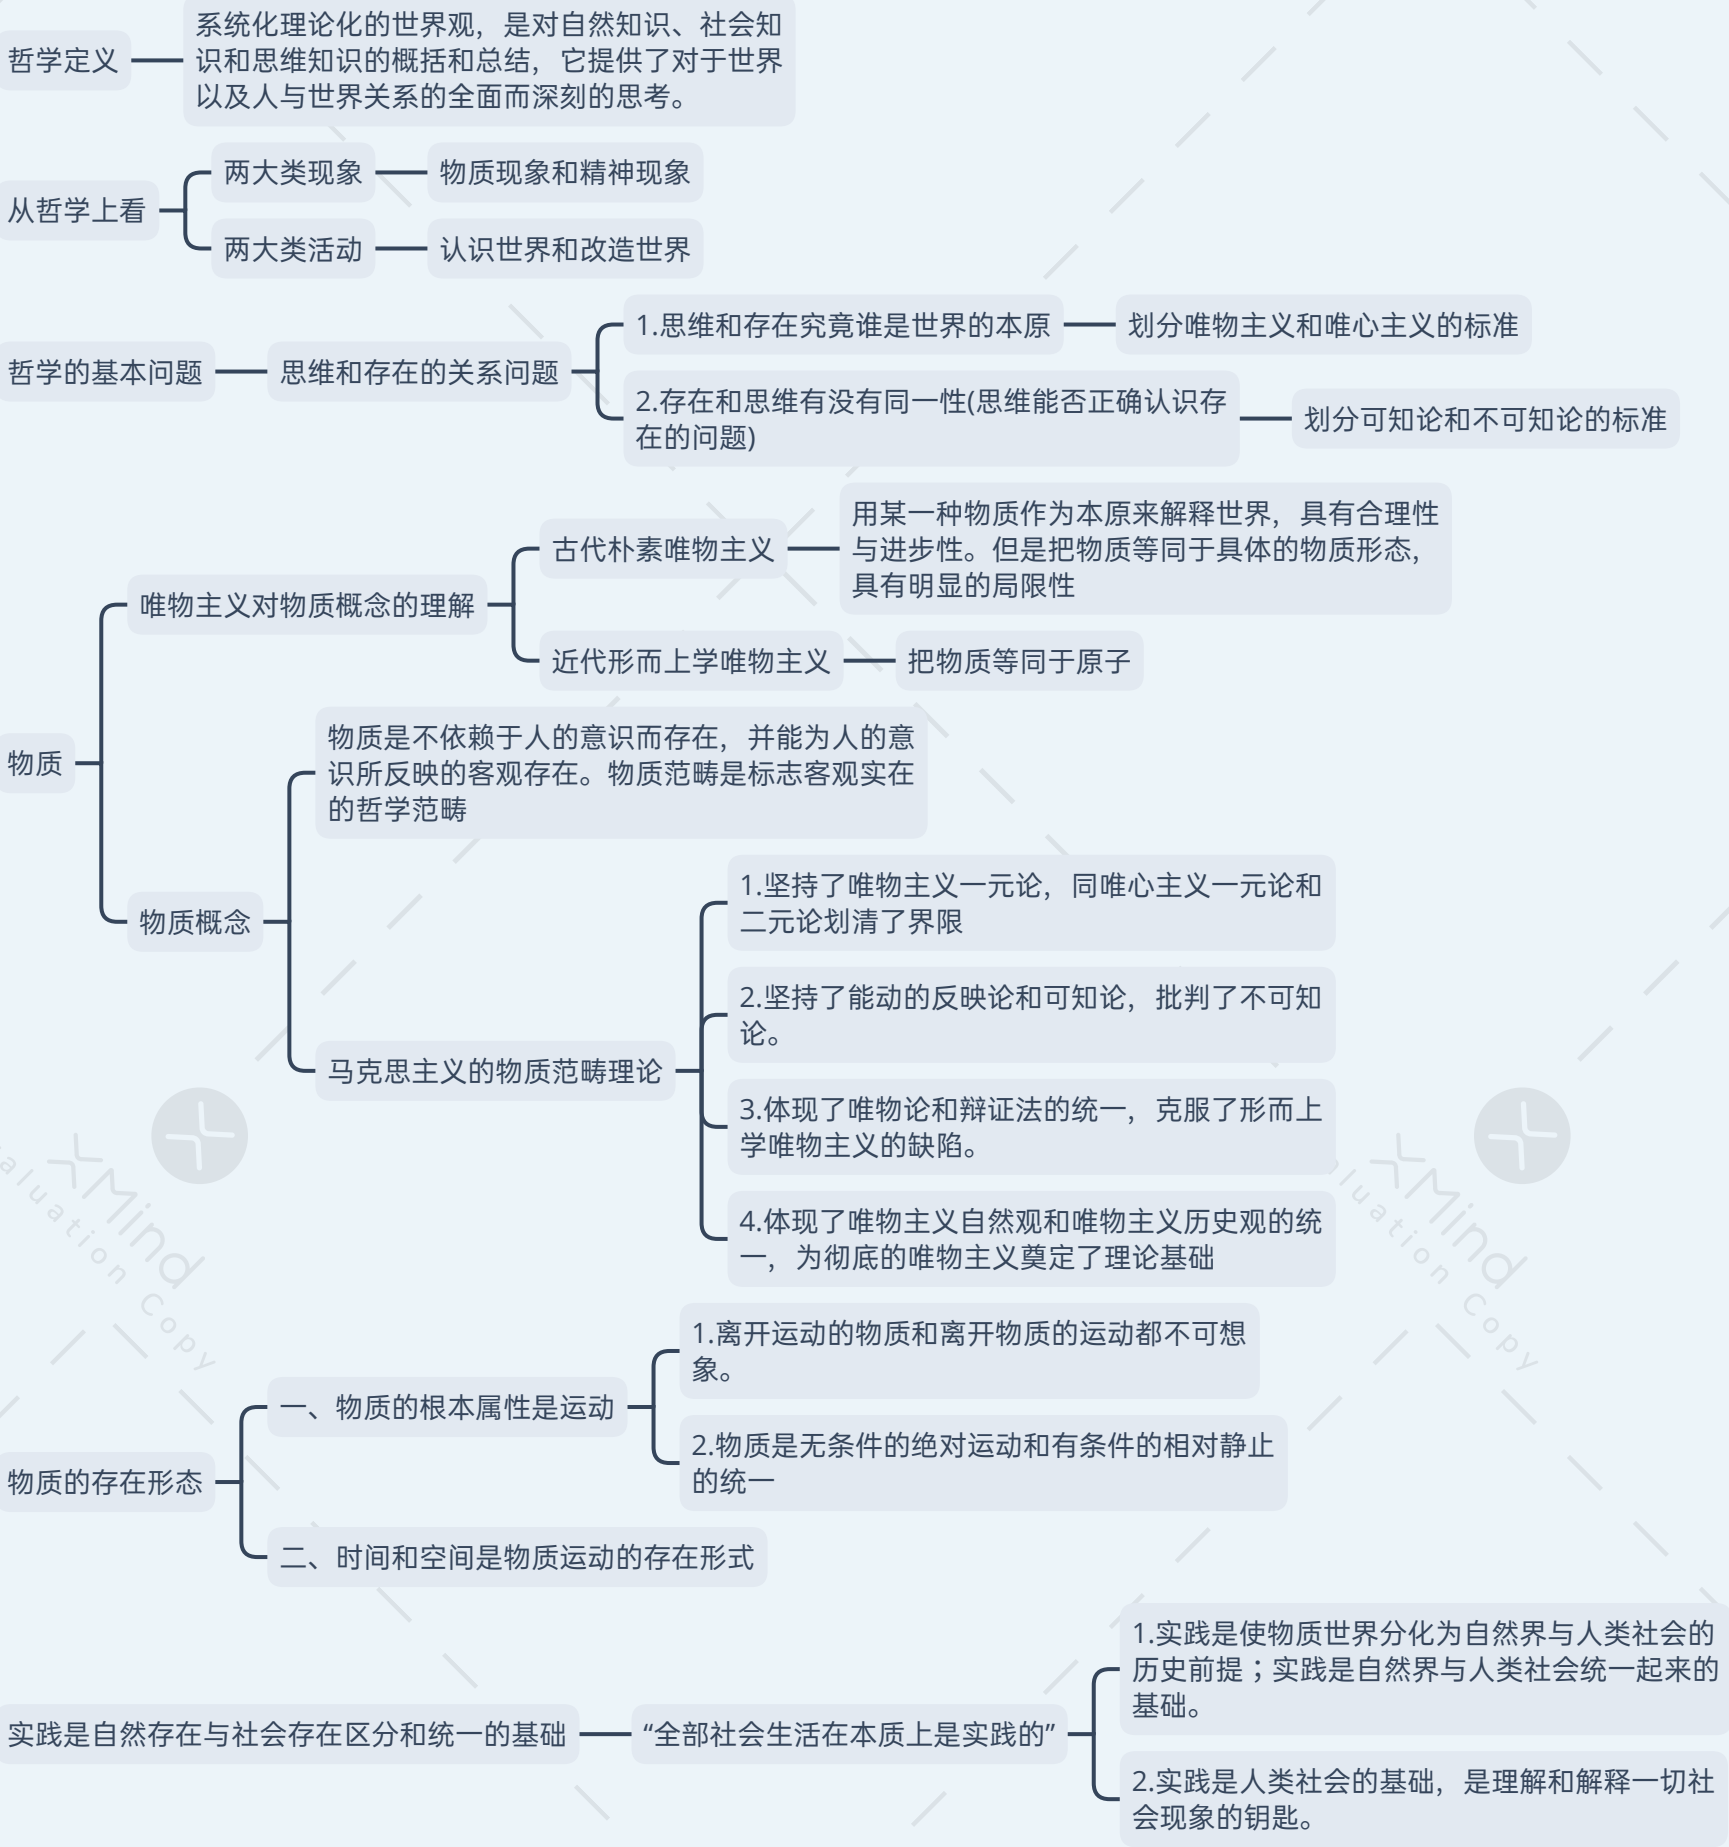 系统化理论化的世界观，是对自然知识、社会知
识和思维知识的概括和总结，它提供了对于世界
以及人与世界关系的全面而深刻的思考。
哲学定义
从哲学上看
两大类现象
物质现象和精神现象
两大类活动
认识世界和改造世界
哲学的基本问题
思维和存在的关系问题
1.思维和存在究竟谁是世界的本原
划分唯物主义和唯心主义的标准
2.存在和思维有没有同一性(思维能否正确认识存
在的问题)
划分可知论和不可知论的标准
物质
唯物主义对物质概念的理解
古代朴素唯物主义
用某一种物质作为本原来解释世界，具有合理性
与进步性。但是把物质等同于具体的物质形态，
具有明显的局限性
近代形而上学唯物主义
把物质等同于原子
物质概念
物质是不依赖于人的意识而存在，并能为人的意
识所反映的客观存在。物质范畴是标志客观实在
的哲学范畴
马克思主义的物质范畴理论
1.坚持了唯物主义一元论，同唯心主义一元论和
二元论划清了界限
2.坚持了能动的反映论和可知论，批判了不可知
论。
3.体现了唯物论和辩证法的统一，克服了形而上
学唯物主义的缺陷。
4.体现了唯物主义自然观和唯物主义历史观的统
一，为彻底的唯物主义奠定了理论基础
物质的存在形态
一、物质的根本属性是运动
1.离开运动的物质和离开物质的运动都不可想
象。
2.物质是无条件的绝对运动和有条件的相对静止
的统一
二、时间和空间是物质运动的存在形式
实践是自然存在与社会存在区分和统一的基础
“全部社会生活在本质上是实践的”
1.实践是使物质世界分化为自然界与人类社会的
历史前提；实践是自然界与人类社会统一起来的
基础。
2.实践是人类社会的基础，是理解和解释一切社
会现象的钥匙。
XMind
aluation Copy
XMind
luation Copy